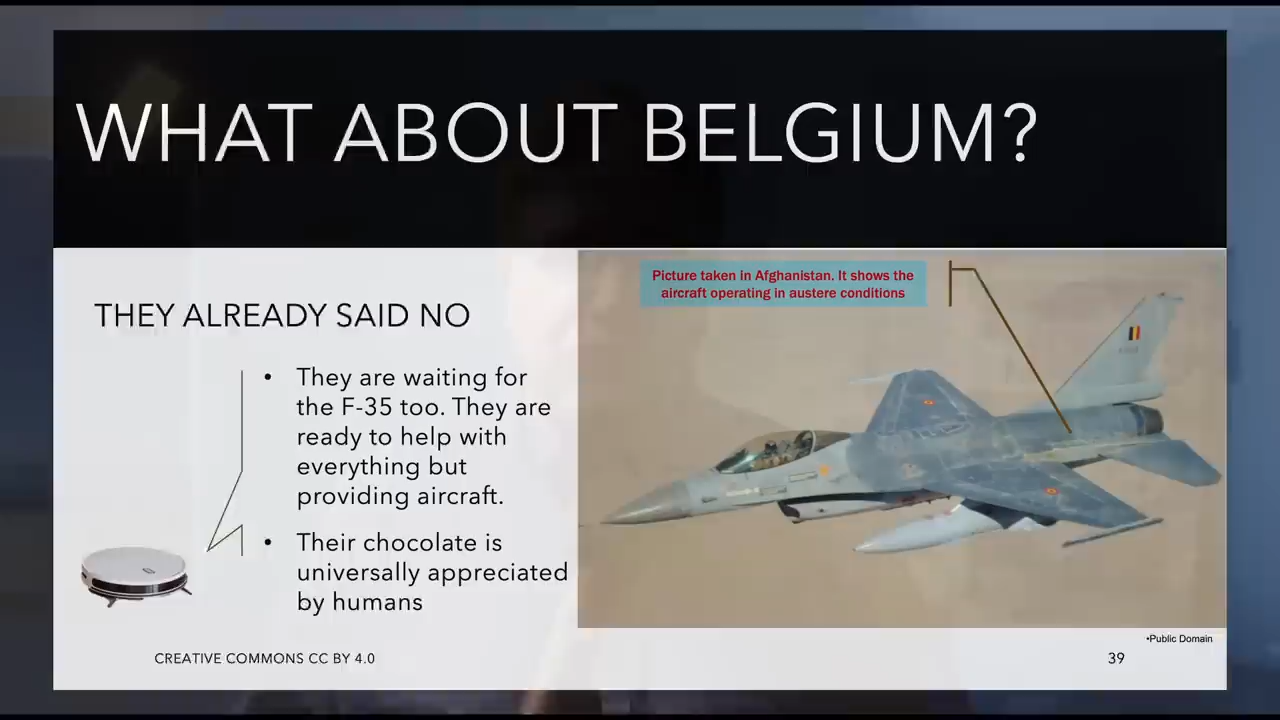 WHAT ABOUT BELGIUM?
Picture taken in Afghanistan. It shows the
aircraft operating in austere conditions
THEY ALREADY SAID NO
• They are waiting for
the F-35 too. They are
ready to help with
everything but
providing aircraft.
• Their chocolate is
universally appreciated
by humans
•Public Domain
CREATIVE COMMONS CC BY 4.0
39